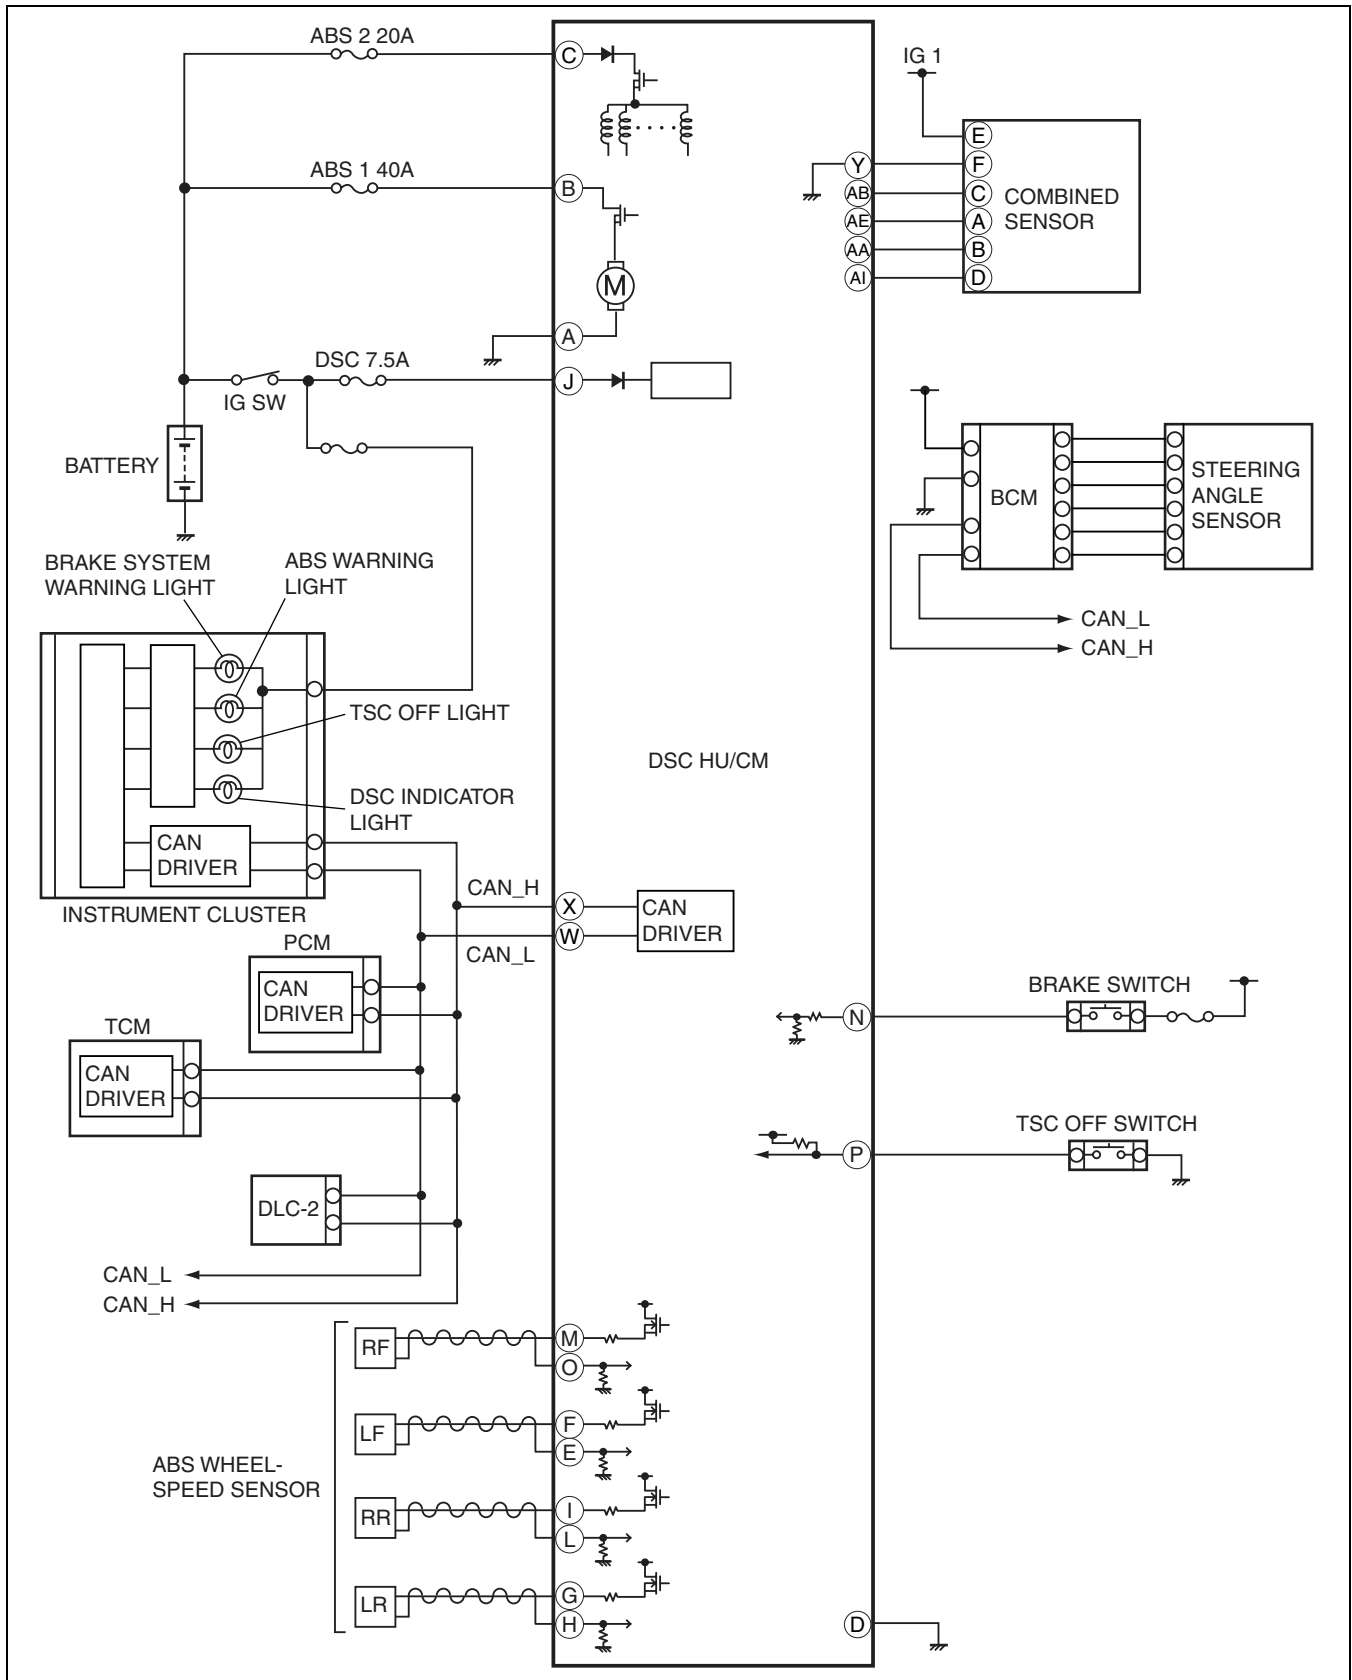 ABS 2 20A
C
IG 1
E
ABS 1 40A
B
Y
F
AB
C
AE
A
AA
B
AI
D
COMBINED
SENSOR
M
A
DSC 7.5A
J
IG SW
BATTERY
BCM
STEERING
ANGLE
SENSOR
CAN_L
CAN_H
BRAKE SYSTEM
WARNING LIGHT
ABS WARNING
LIGHT
TSC OFF LIGHT
DSC INDICATOR
LIGHT
CAN
DRIVER
INSTRUMENT CLUSTER
DSC HU/CM
CAN_H
X
W
CAN_L
CAN
DRIVER
PCM
CAN
DRIVER
TCM
CAN
DRIVER
DLC-2
CAN_L
CAN_H
N
BRAKE SWITCH
P
TSC OFF SWITCH
ABS WHEEL-
SPEED SENSOR
RF
M
O
LF
F
E
RR
I
L
LR
G
H
D